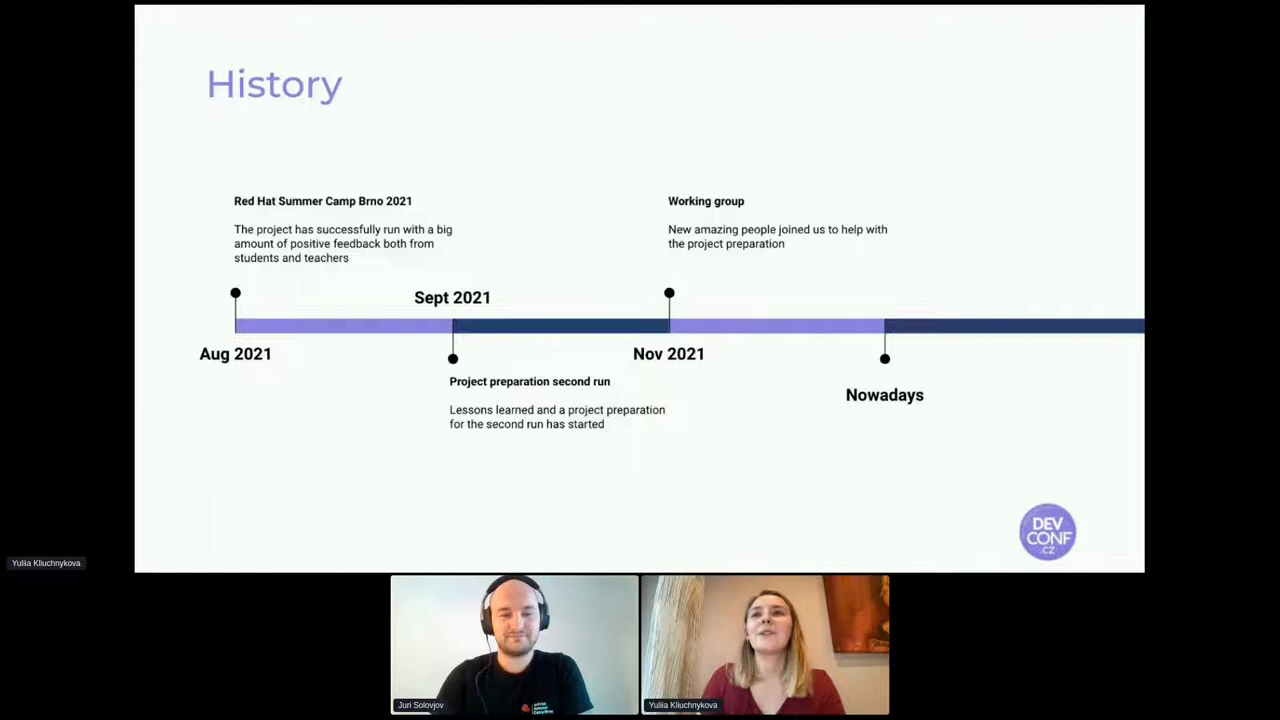 History
Red Hat Summer Camp Brno 2021
The project has successfully run with a big
amount of positive feedback both from
students and teachers
Working group
New amazing people joined us to help with
the project preparation
Sept 2021
Aug 2021
Nov 2021
Project preparation second run
Lessons learned and a project preparation
for the second run has started
Nowadays
DEV
CONF
.CZ
Yuliia Kliuchnykova
Juri Solovjov
Yuliia Kliuchnykova